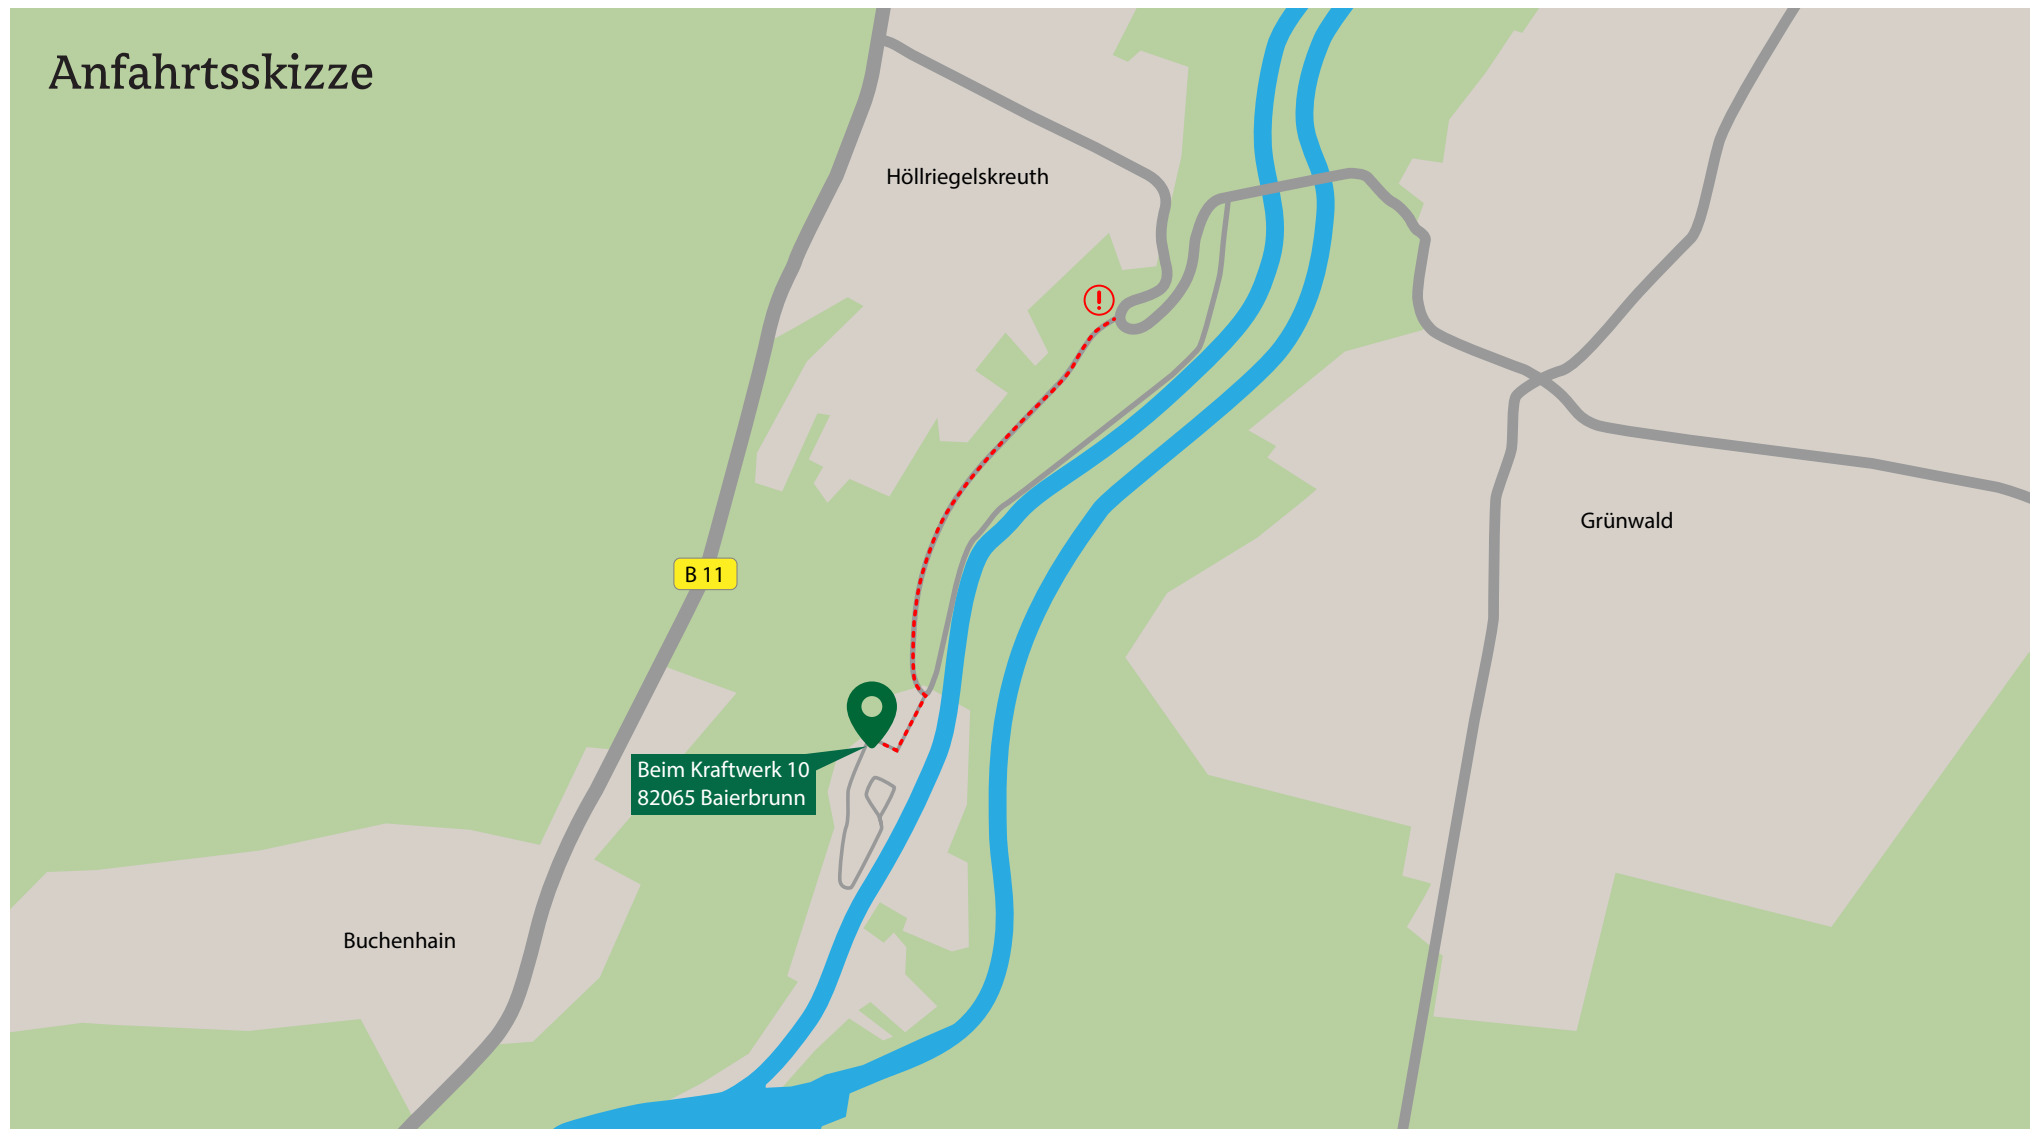 Anfahrtsskizze
Höllriegelskreuth
Grünwald
B 11
Beim Kraftwerk 10
82065 Baierbrunn
Buchenhain